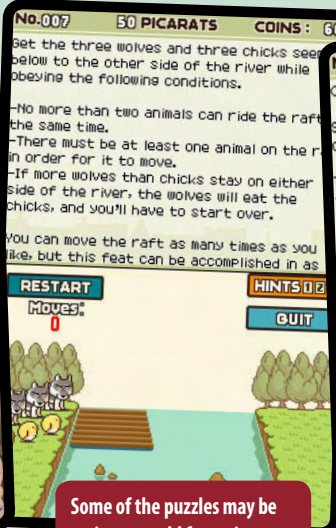 No.007 50 PICARATS COINS: 6
Get the three wolves and three chicks seen
below to the other side of the river while
obeying the following conditions.
-No more than two animals can ride the raft
the same time.
-There must be at least one animal on the
in order for it to move.
-If more wolves than chicks stay on either
side of the river, the wolves will eat the
chicks, and you'll have to start over.
You can move the raft as many times as you
like, but this feat can be accomplished in as
RESTART
HINTS 1 2
Moves:
0
QUIT
Some of the puzzles may be